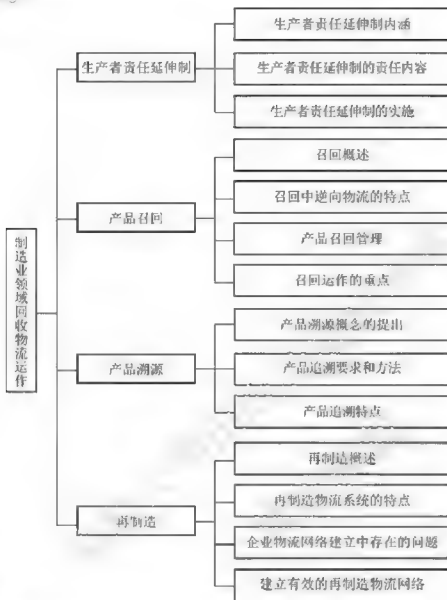 制造业领域回收物流运作
生产者责任延伸制
生产者责任延伸制内涵
生产者责任延伸制的责任内容
生产者责任延伸制的实施
产品召回
召回概述
召回中逆向物流的特点
产品召回管理
召回运作的重点
产品溯源
产品溯源概念的提出
产品追溯要求和方法
产品追溯特点
再制造
再制造概述
再制造物流系统的特点
企业物流网络建立中存在的问题
建立有效的再制造物流网络